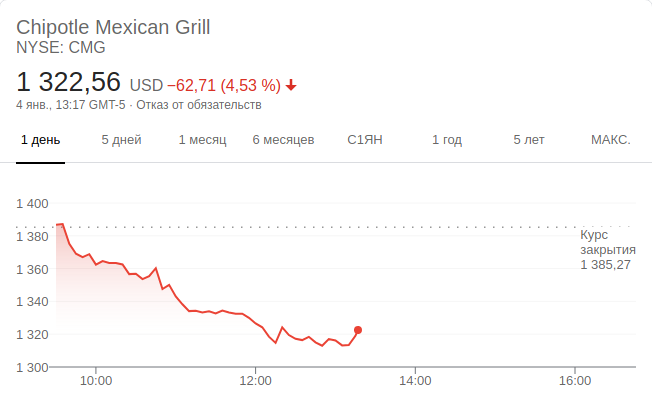 Chipotle Mexican Grill
NYSE: CMG
1 322,56 USD −62,71 (4,53 %)
4 янв., 13:17 GMT-5 · Отказ от обязательств
1 день 5 дней 1 месяц 6 месяцев С1ЯН 1 год 5 лет МАКС.
1 400
1 380
1 360
1 340
1 320
1 300
Курс
закрытия
1 385,27
10:00 12:00 14:00 16:00